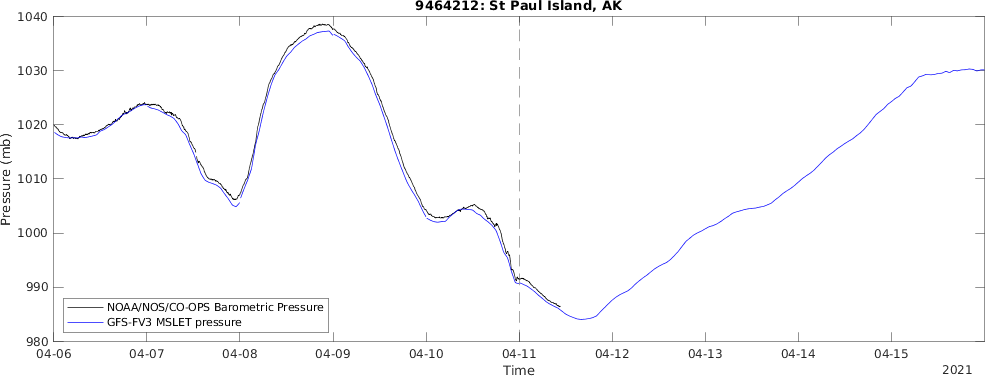 9464212: St Paul Island, AK
1040
1030
1020
1010
1000
990
980
Pressure (mb)
NOAA/NOS/CO-OPS Barometric Pressure
GFS-FV3 MSLET pressure
04-06 04-07 04-08 04-09 04-10 04-11 04-12 04-13 04-14 04-15
Time
2021